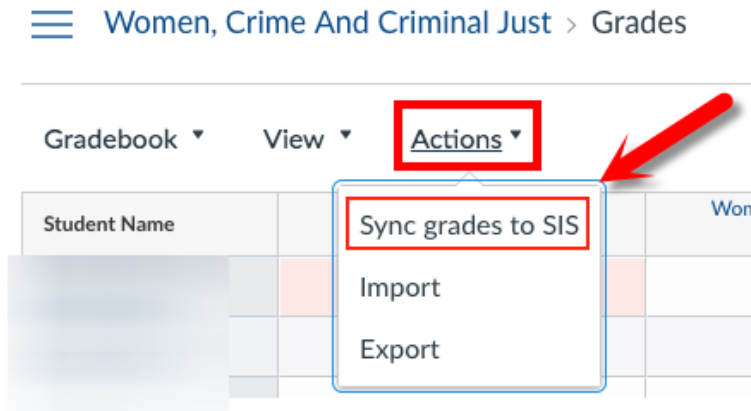 Women, Crime And Criminal Just > Grades
Gradebook ▾ View ▾ Actions ▾
Student Name
Sync grades to SIS
Import
Export